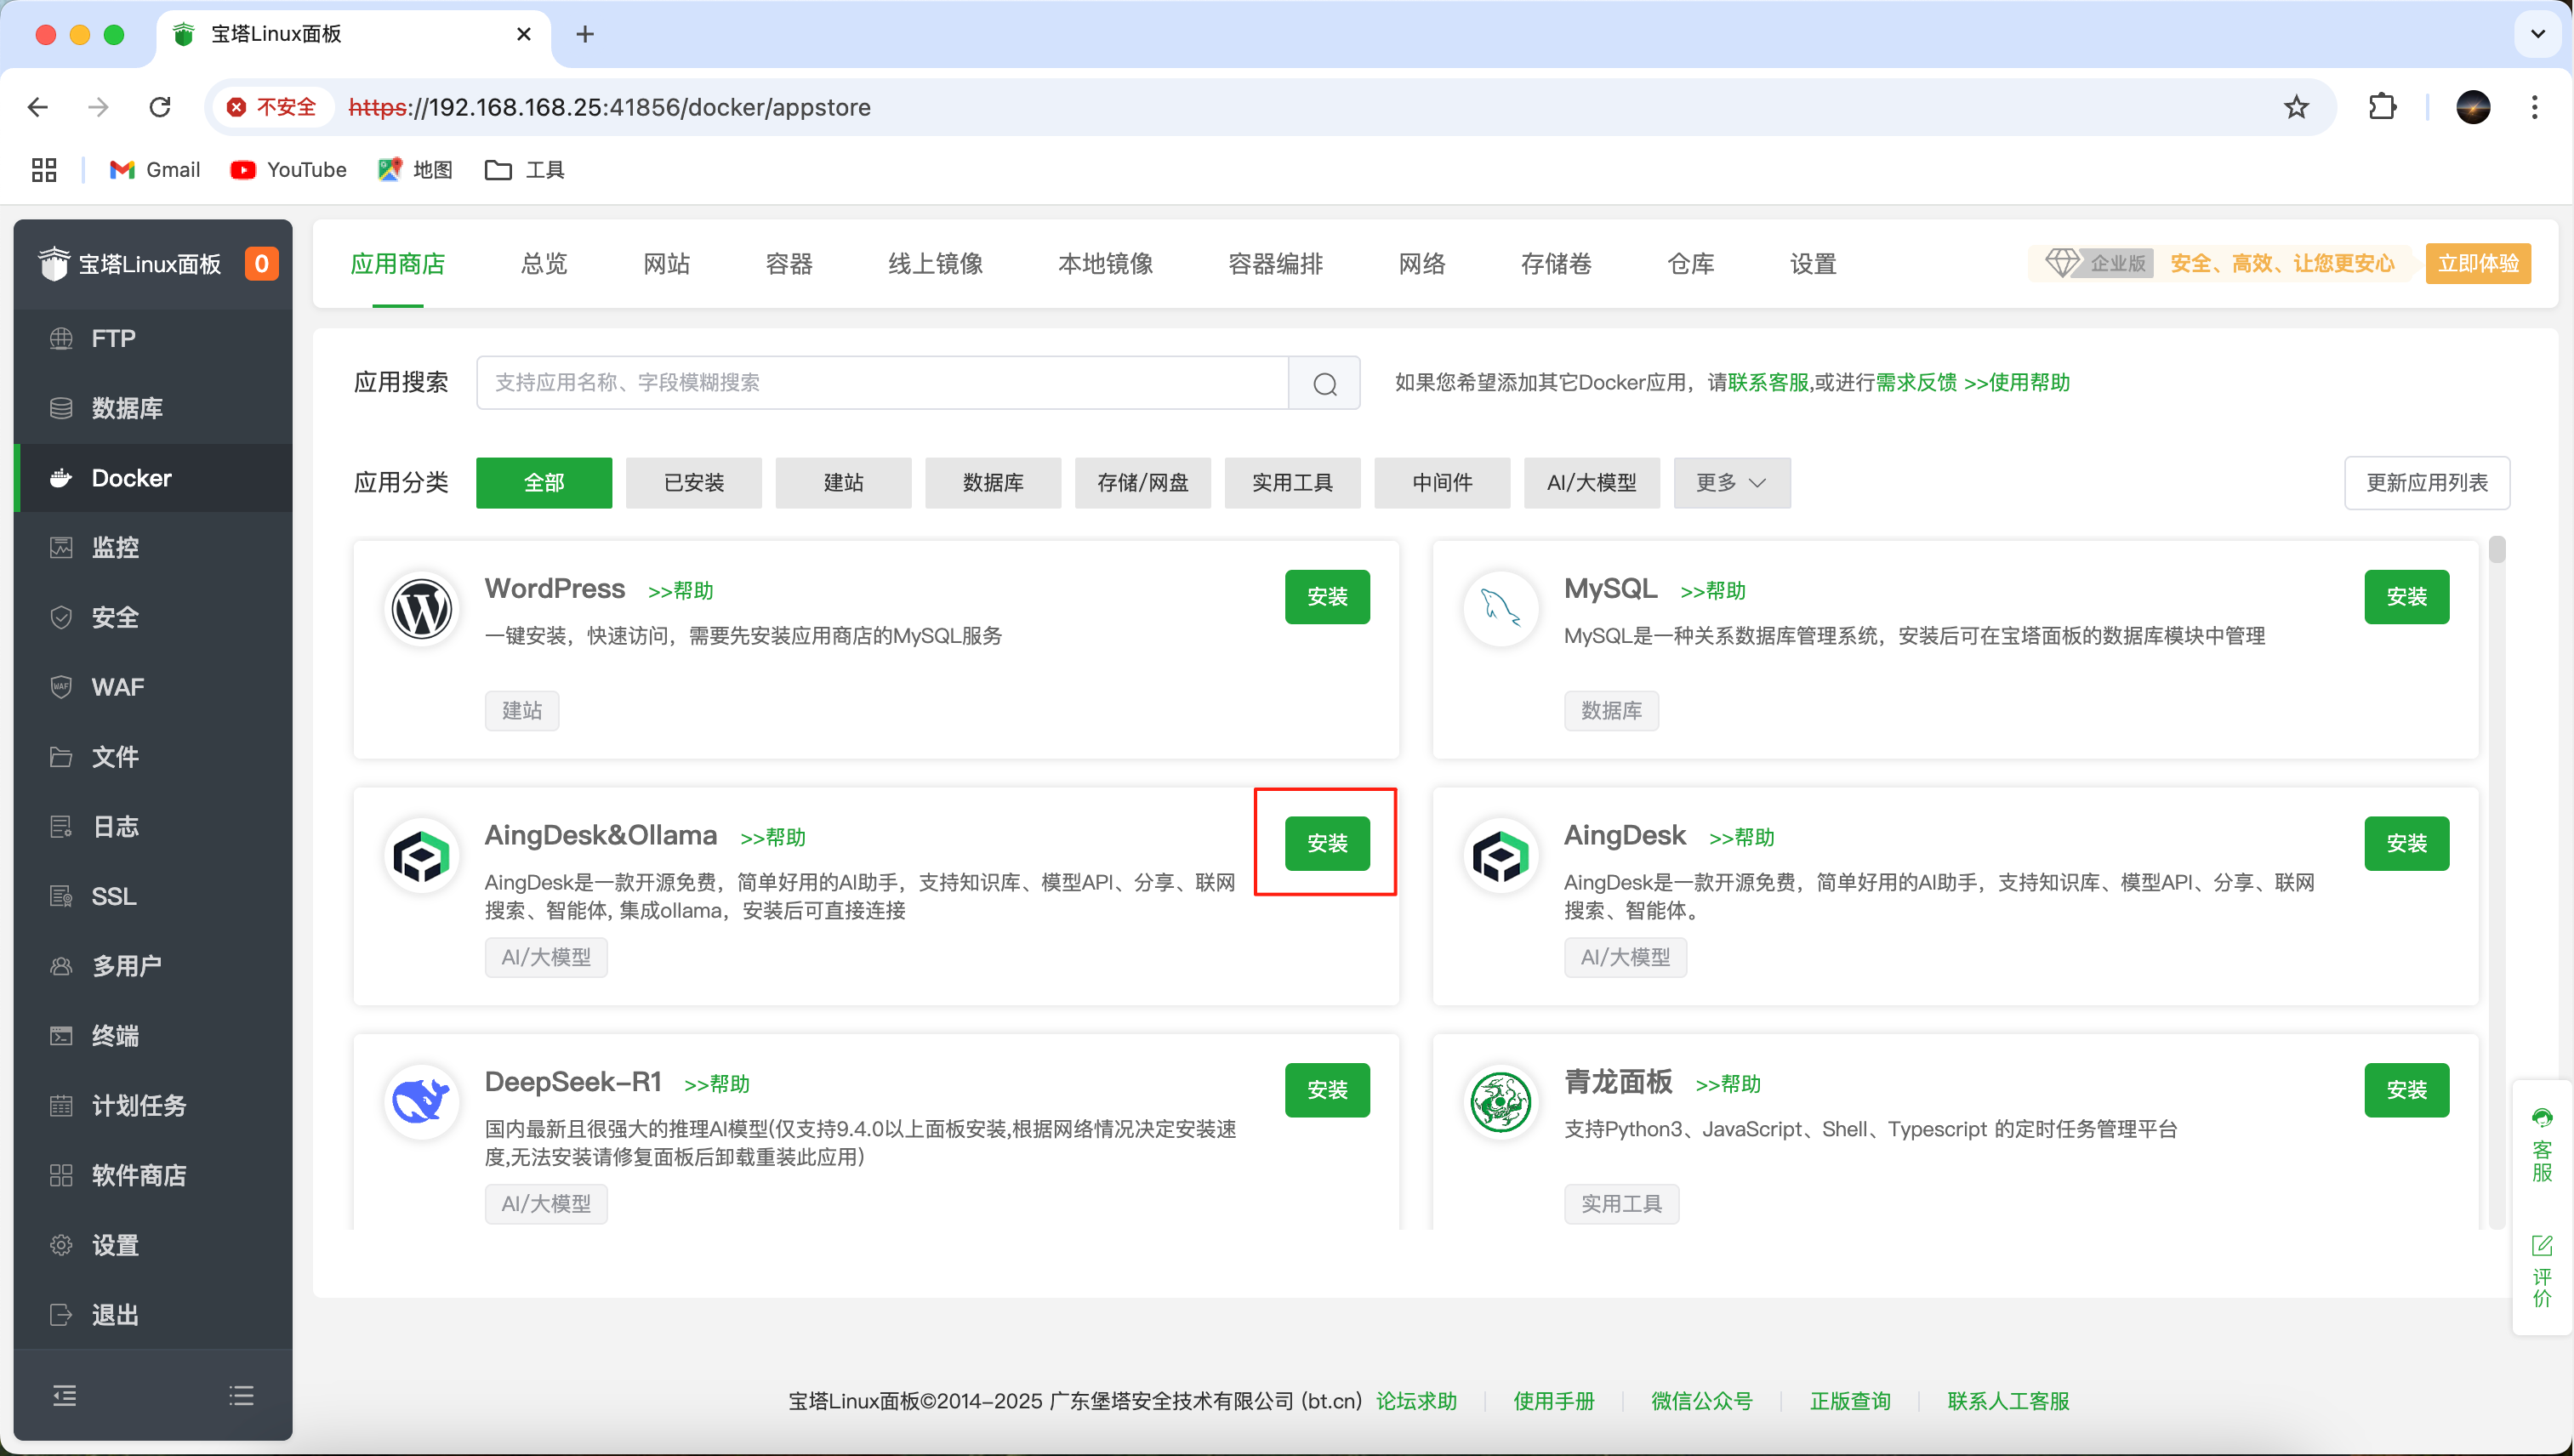 宝塔Linux面板
不安全 https://192.168.168.25:41856/docker/appstore
Gmail YouTube 地图 工具
宝塔Linux面板 0
FTP
数据库
Docker
监控
安全
WAF
文件
日志
SSL
多用户
终端
计划任务
软件商店
设置
退出
应用商店 总览 网站 容器 线上镜像 本地镜像 容器编排 网络 存储卷 仓库 设置 企业版 安全、高效、让您更安心 立即体验
应用搜索 支持应用名称、字段模糊搜索 如果您希望添加其它Docker应用，请联系客服,或进行需求反馈 >>使用帮助
应用分类 全部 已安装 建站 数据库 存储/网盘 实用工具 中间件 AI/大模型 更多 更新应用列表
WordPress >>帮助 安装
一键安装，快速访问，需要先安装应用商店的MySQL服务
建站
MySQL >>帮助 安装
MySQL是一种关系数据库管理系统，安装后可在宝塔面板的数据库模块中管理
数据库
AingDesk&Ollama >>帮助 安装
AingDesk是一款开源免费，简单好用的AI助手，支持知识库、模型API、分享、联网
搜索、智能体, 集成ollama，安装后可直接连接
AI/大模型
AingDesk >>帮助 安装
AingDesk是一款开源免费，简单好用的AI助手，支持知识库、模型API、分享、联网
搜索、智能体。
AI/大模型
DeepSeek-R1 >>帮助 安装
国内最新且很强大的推理AI模型(仅支持9.4.0以上面板安装,根据网络情况决定安装速
度,无法安装请修复面板后卸载重装此应用)
AI/大模型
青龙面板 >>帮助 安装
支持Python3、JavaScript、Shell、Typescript 的定时任务管理平台
实用工具
客服
评价
宝塔Linux面板©2014-2025 广东堡塔安全技术有限公司 (bt.cn) 论坛求助 使用手册 微信公众号 正版查询 联系人工客服